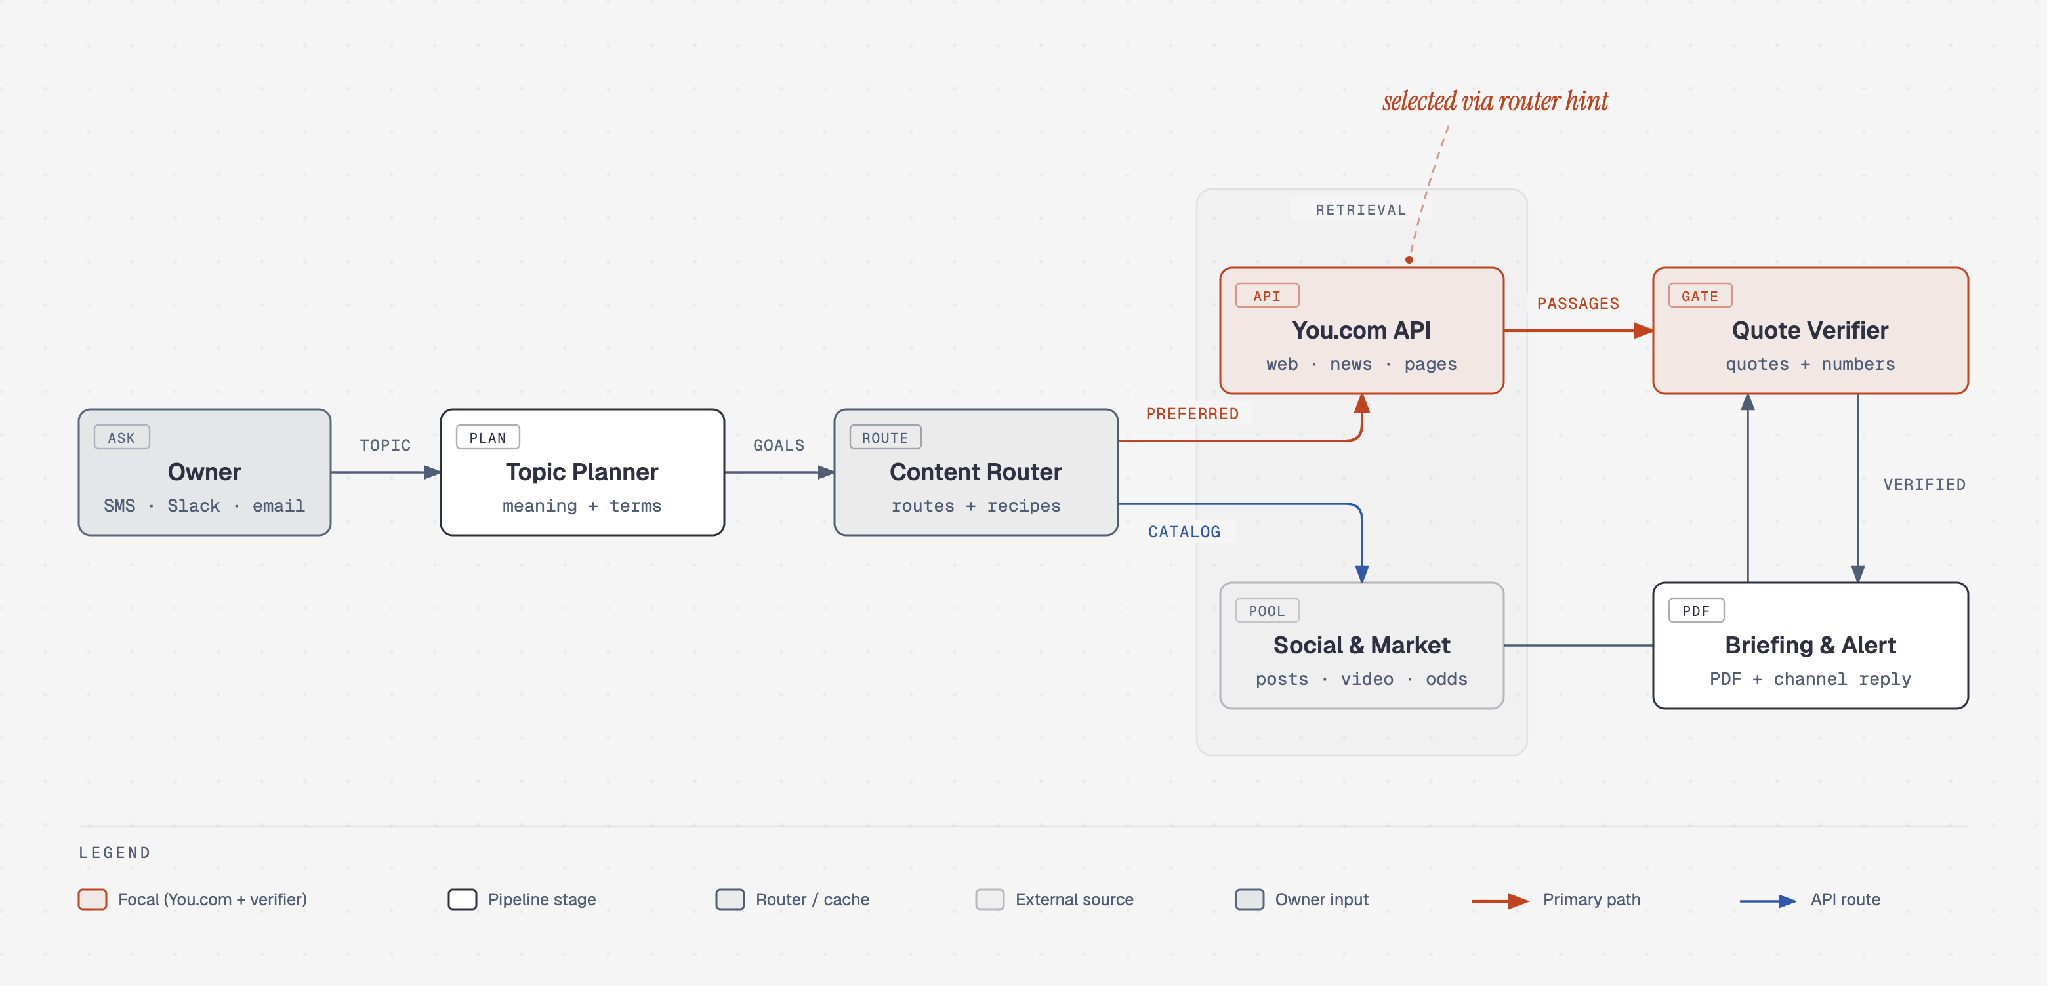 selected via router hint
RETRIEVAL
API
You.com API
web · news · pages
PASSAGES
GATE
Quote Verifier
quotes + numbers
ASK
Owner
SMS · Slack · email
TOPIC
PLAN
Topic Planner
meaning + terms
GOALS
ROUTE
Content Router
routes + recipes
PREFERRED
CATALOG
VERIFIED
POOL
Social & Market
posts · video · odds
PDF
Briefing & Alert
PDF + channel reply
LEGEND
Focal (You.com + verifier)
Pipeline stage
Router / cache
External source
Owner input
Primary path
API route